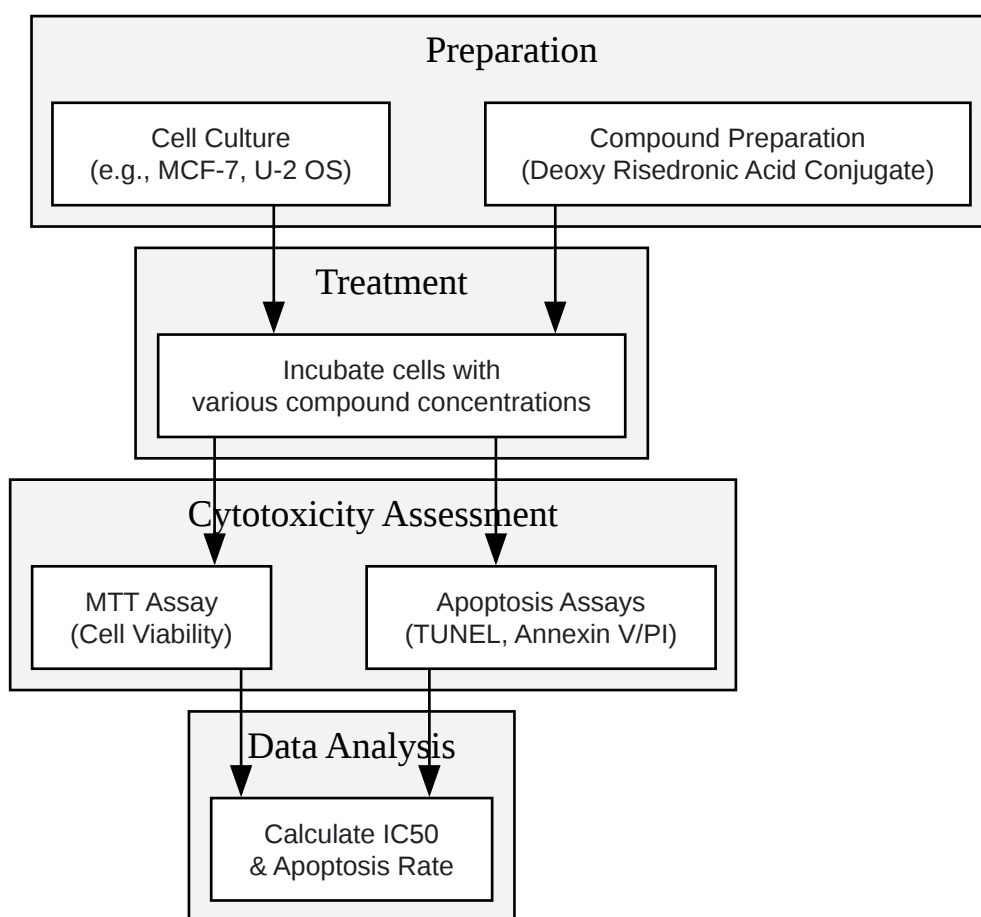 Preparation
Cell Culture
(e.g., MCF-7, U-2 OS)
Compound Preparation
(Deoxy Risedronic Acid Conjugate)
Treatment
Incubate cells with
various compound concentrations
Cytotoxicity Assessment
MTT Assay
(Cell Viability)
Apoptosis Assays
(TUNEL, Annexin V/PI)
Data Analysis
Calculate IC50
& Apoptosis Rate